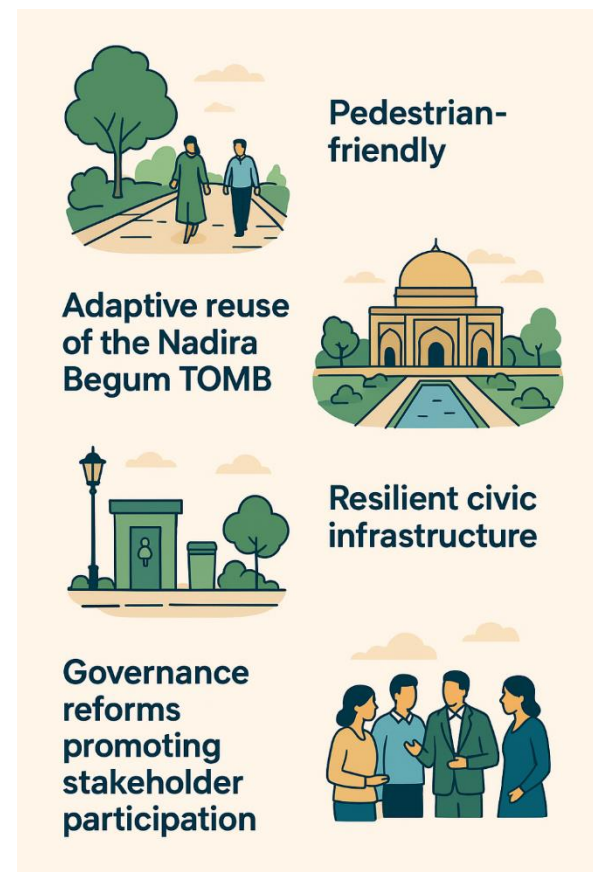 Pedestrian-
friendly
Adaptive reuse
of the Nadira
Begum TOMB
Resilient civic
infrastructure
Governance
reforms
promoting
stakeholder
participation